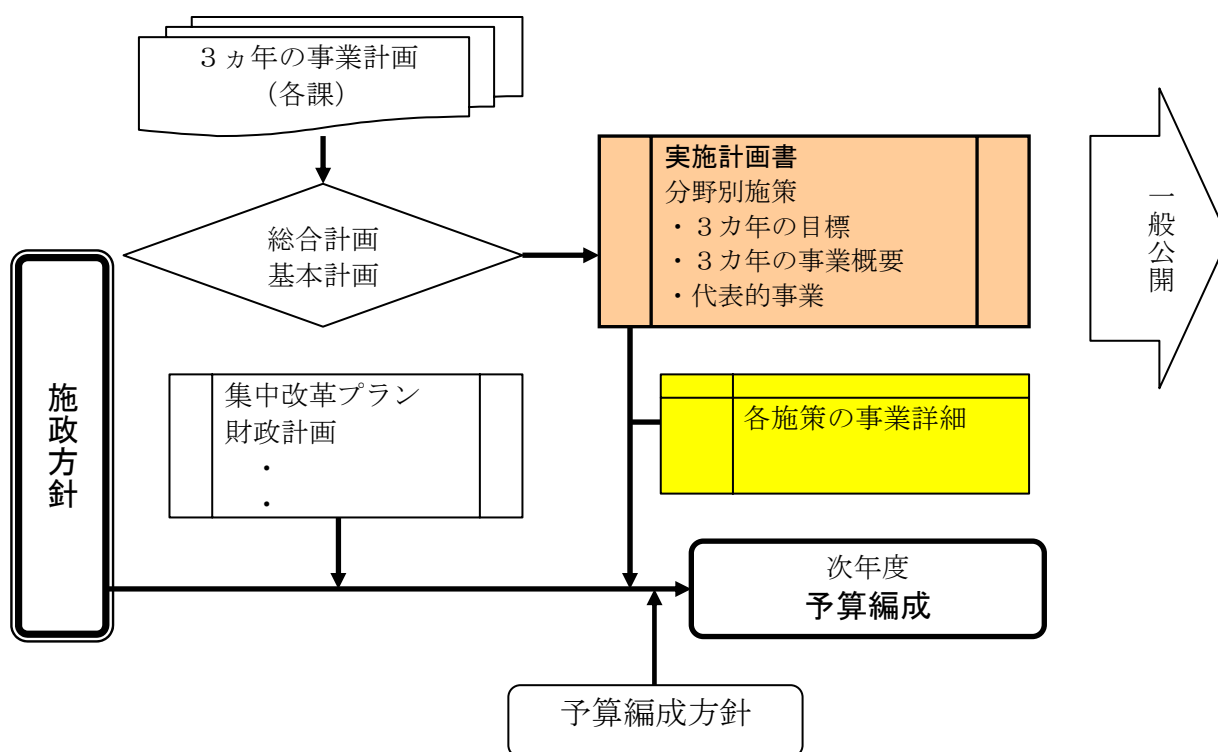 ３ヵ年の事業計画
（各課）
総合計画
基本計画
実施計画書
分野別施策
・３カ年の目標
・３カ年の事業概要
・代表的事業
一般公開
施政方針
集中改革プラン
財政計画
・
・
各施策の事業詳細
次年度
予算編成
予算編成方針